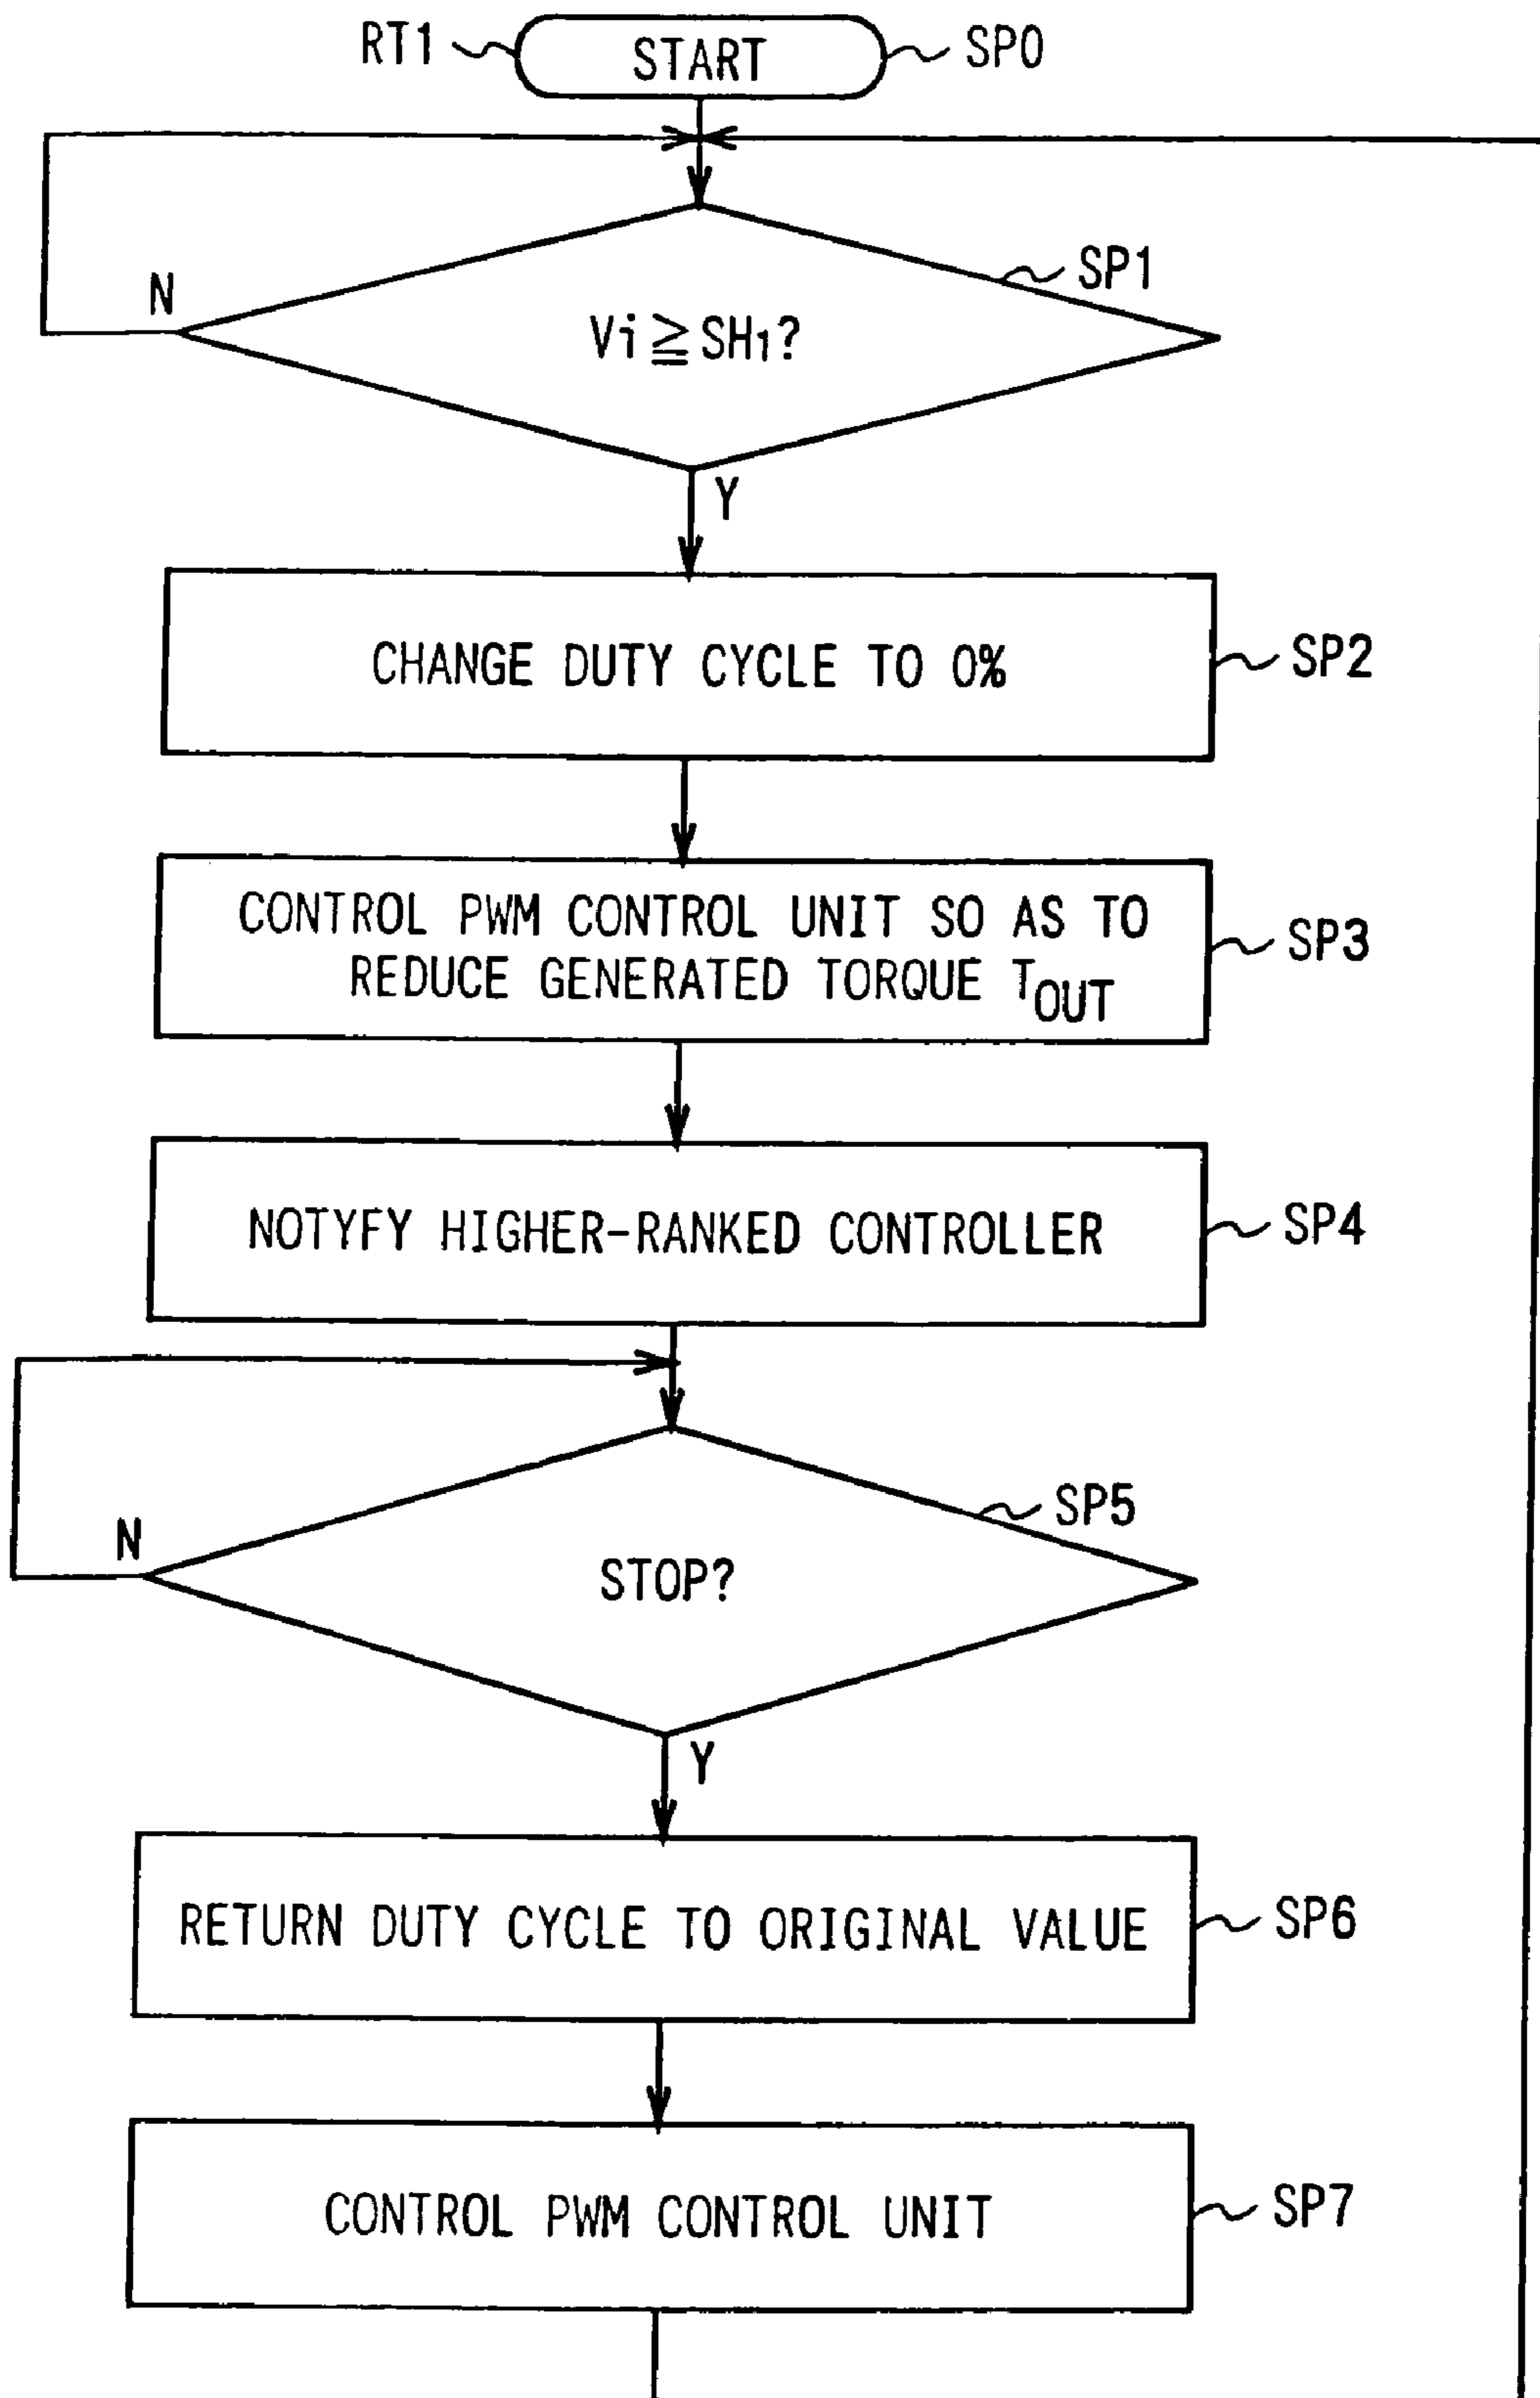 RT1 START SP0
SP1
N
Vi≧SH1?
Y
CHANGE DUTY CYCLE TO 0% SP2
CONTROL PWM CONTROL UNIT SO AS TO
REDUCE GENERATED TORQUE TOUT
SP3
NOTYFY HIGHER-RANKED CONTROLLER SP4
SP5
N
STOP?
Y
RETURN DUTY CYCLE TO ORIGINAL VALUE SP6
CONTROL PWM CONTROL UNIT SP7